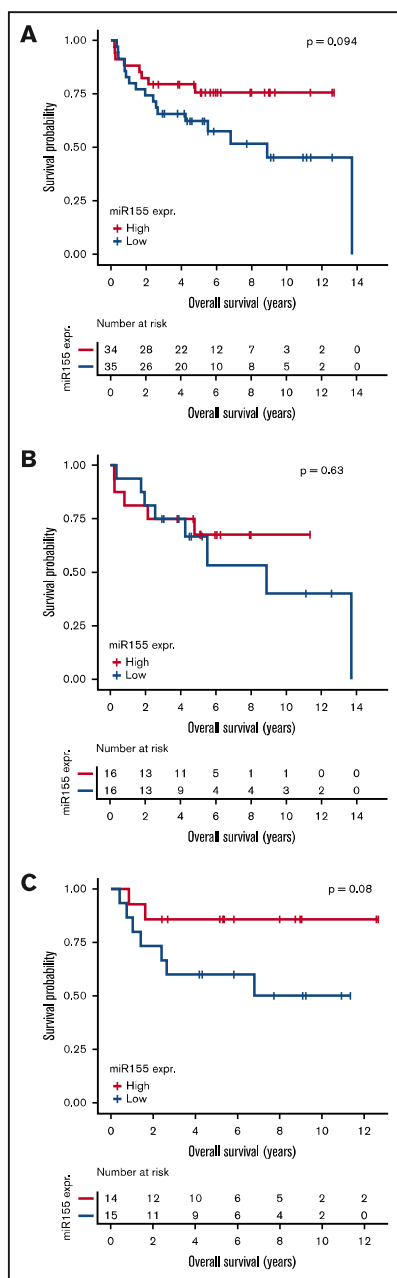 A
1.00
p = 0.094
0.75
0.50
0.25
0.00
Survival probability
miR155 expr.
High
Low
0 2 4 6 8 10 12 14
Overall survival (years)
Number at risk
miR155 expr.
34 28 22 12 7 3 2 0
35 26 20 10 8 5 2 0
0 2 4 6 8 10 12 14
Overall survival (years)
B
1.00
p = 0.63
0.75
0.50
0.25
0.00
Survival probability
miR155 expr.
High
Low
0 2 4 6 8 10 12 14
Overall survival (years)
Number at risk
miR155 expr.
16 13 11 5 1 1 0 0
16 13 9 4 4 3 2 0
0 2 4 6 8 10 12 14
Overall survival (years)
C
1.00
p = 0.08
0.75
0.50
0.25
0.00
Survival probability
miR155 expr.
High
Low
0 2 4 6 8 10 12
Overall survival (years)
Number at risk
miR155 expr.
14 12 10 6 5 2 2
15 11 9 6 4 2 0
0 2 4 6 8 10 12
Overall survival (years)